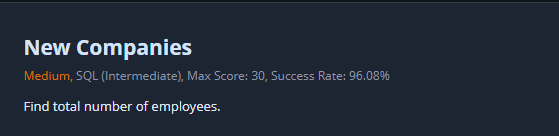 New Companies
Medium, SQL (Intermediate), Max Score: 30, Success Rate: 96.08%
Find total number of employees.